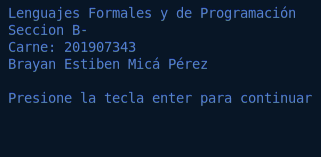 Lenguajes Formales y de Programación
Seccion B-
Carne: 201907343
Brayan Estiben Micá Pérez
Presione la tecla enter para continuar